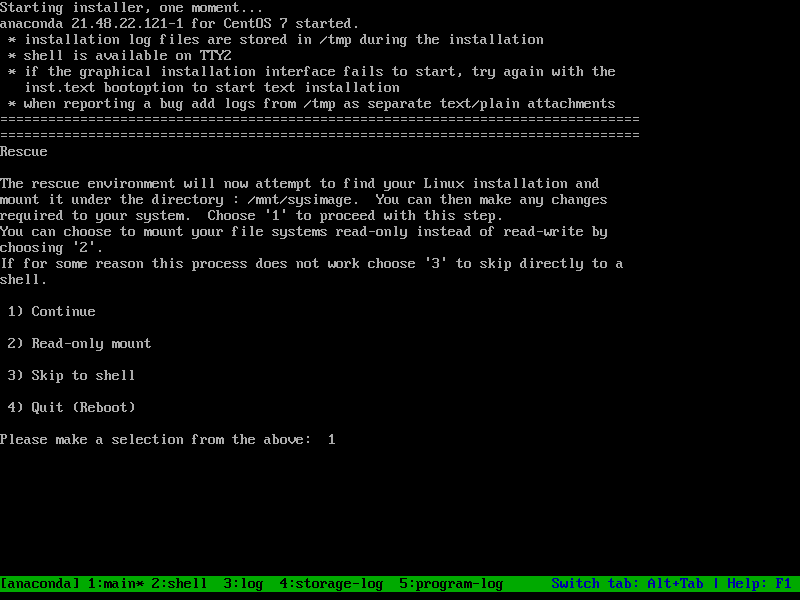 Starting installer, one moment...
anaconda 21.48.22.121-1 for CentOS 7 started.
 * installation log files are stored in /tmp during the installation
 * shell is available on TTY2
 * if the graphical installation interface fails to start, try again with the
   inst.text bootoption to start text installation
 * when reporting a bug add logs from /tmp as separate text/plain attachments
================================================================================
================================================================================
Rescue
The rescue environment will now attempt to find your Linux installation and
mount it under the directory : /mnt/sysimage.  You can then make any changes
required to your system.  Choose '1' to proceed with this step.
You can choose to mount your file systems read-only instead of read-write by
choosing '2'.
If for some reason this process does not work choose '3' to skip directly to a
shell.
 1) Continue
 2) Read-only mount
 3) Skip to shell
 4) Quit (Reboot)
Please make a selection from the above:  1
[anaconda] 1:main* 2:shell  3:log  4:storage-log  5:program-log      Switch tab: Alt+Tab | Help: F1